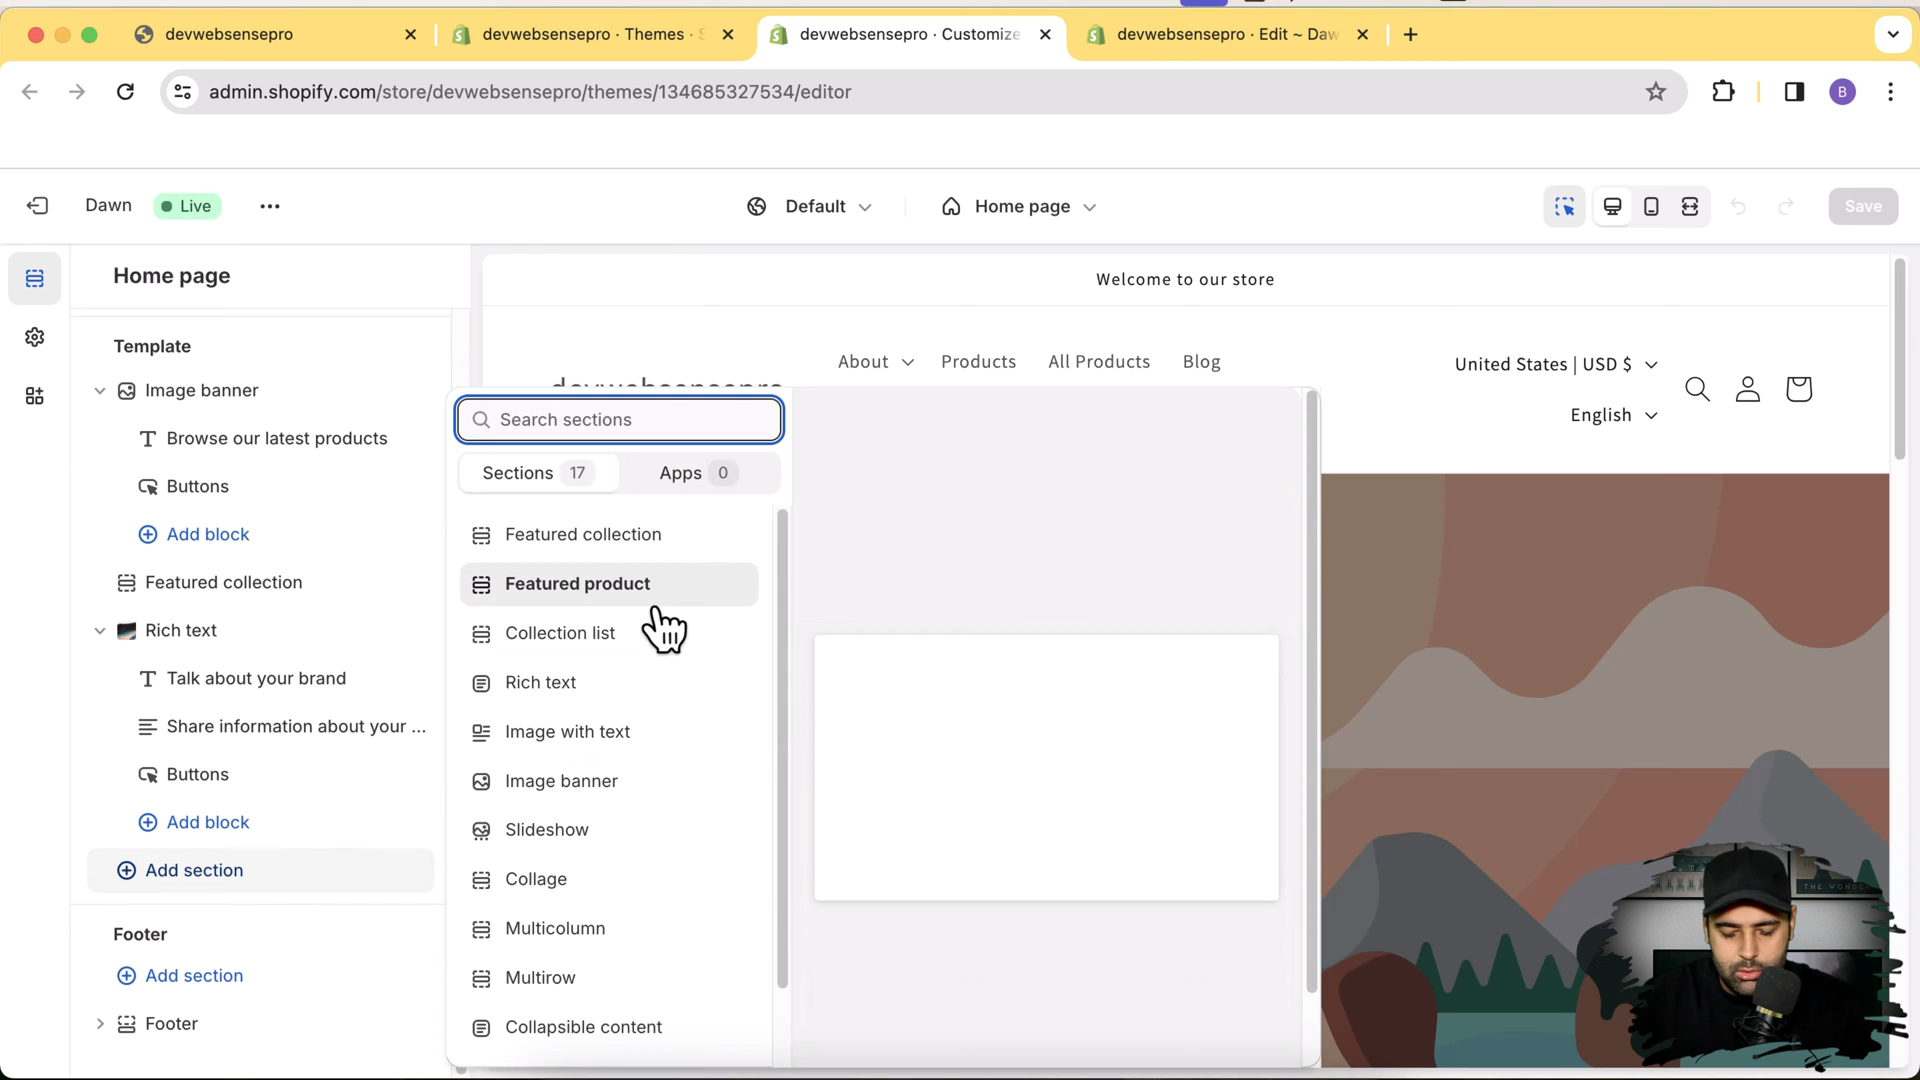 devwebsensepro
devwebsensepro · Themes · S
devwebsensepro · Customize
devwebsensepro · Edit ~ Daw
admin.shopify.com/store/devwebsensepro/themes/134685327534/editor
B
Dawn
Live
Default
Home page
Save
Home page
Template
Image banner
Browse our latest products
Buttons
Add block
Featured collection
Rich text
Talk about your brand
Share information about your ...
Buttons
Add block
Add section
Footer
Add section
Footer
Search sections
Sections 17
Apps 0
Featured collection
Featured product
Collection list
Rich text
Image with text
Image banner
Slideshow
Collage
Multicolumn
Multirow
Collapsible content
Welcome to our store
devwebsensepro
About
Products
All Products
Blog
United States | USD $
English